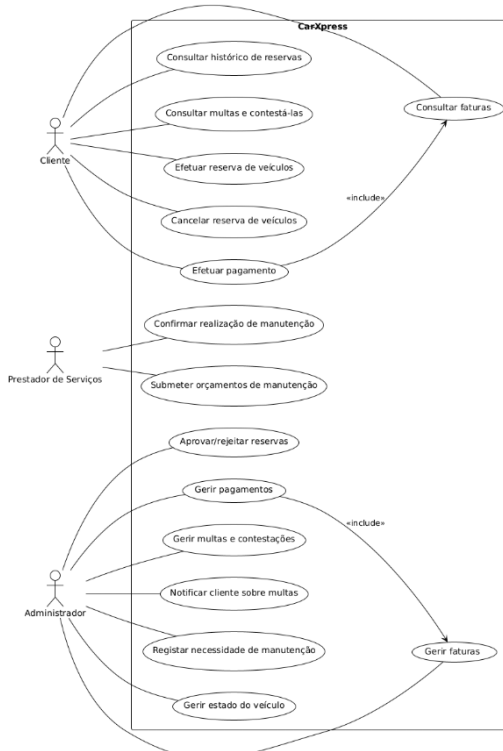 CarXpress
Consultar histórico de reservas
Consultar faturas
Consultar multas e contestá-las
Cliente
Efetuar reserva de veículos
«include»
Cancelar reserva de veículos
Efetuar pagamento
Confirmar realização de manutenção
Prestador de Serviços
Submeter orçamentos de manutenção
Aprovar/rejeitar reservas
Gerir pagamentos
«include»
Gerir multas e contestações
Notificar cliente sobre multas
Administrador
Registar necessidade de manutenção
Gerir faturas
Gerir estado do veículo